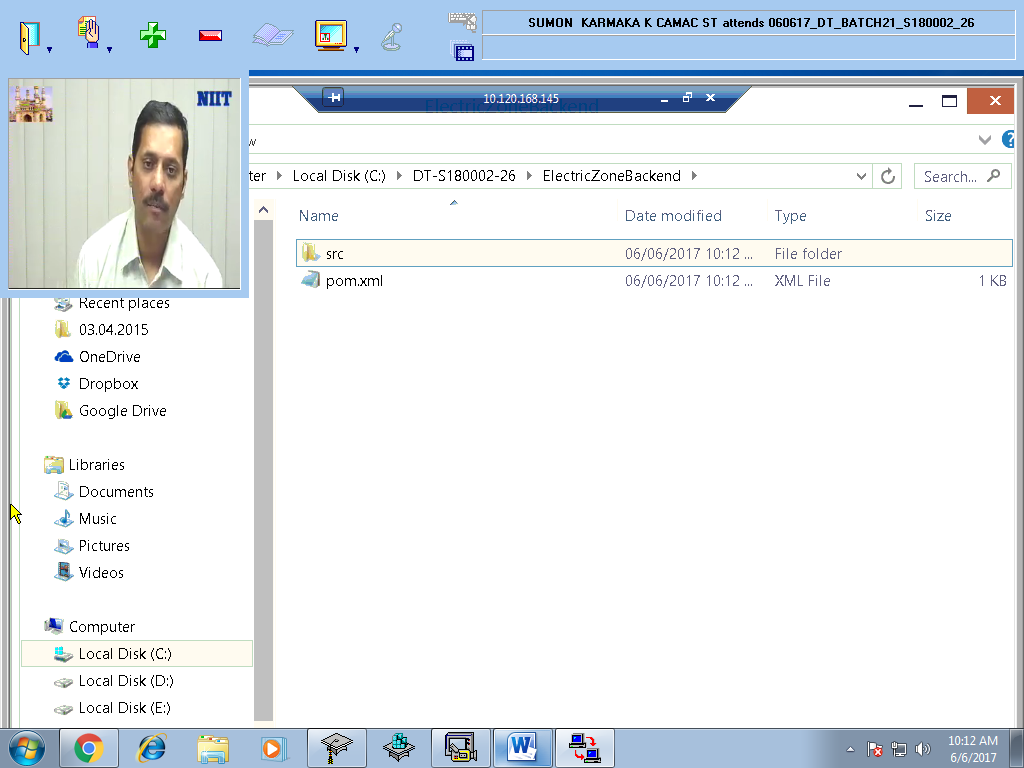 SUMON KARMAKA K CAMAC ST attends 060617_DT_BATCH21_S180002_26
NIIT
ElectricZoneBackend
10.120.168.145
w
ter Local Disk (C:) DT-S180002-26 ElectricZoneBackend
Search...
Name Date modified Type Size
src 06/06/2017 10:12 ... File folder
pom.xml 06/06/2017 10:12 ... XML File 1 KB
Recent places
03.04.2015
OneDrive
Dropbox
Google Drive
Libraries
Documents
Music
Pictures
Videos
Computer
Local Disk (C:)
Local Disk (D:)
Local Disk (E:)
10:12 AM
6/6/2017